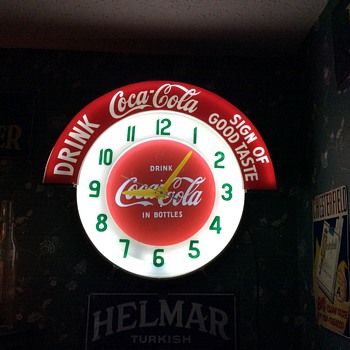 DRINK Coca-Cola SIGN OF GOOD TASTE
12
1
2
3
4
5
6
7
8
9
10
11
DRINK
Coca-Cola
IN BOTTLES
HELMAR
TURKISH
CHESTERFIELD